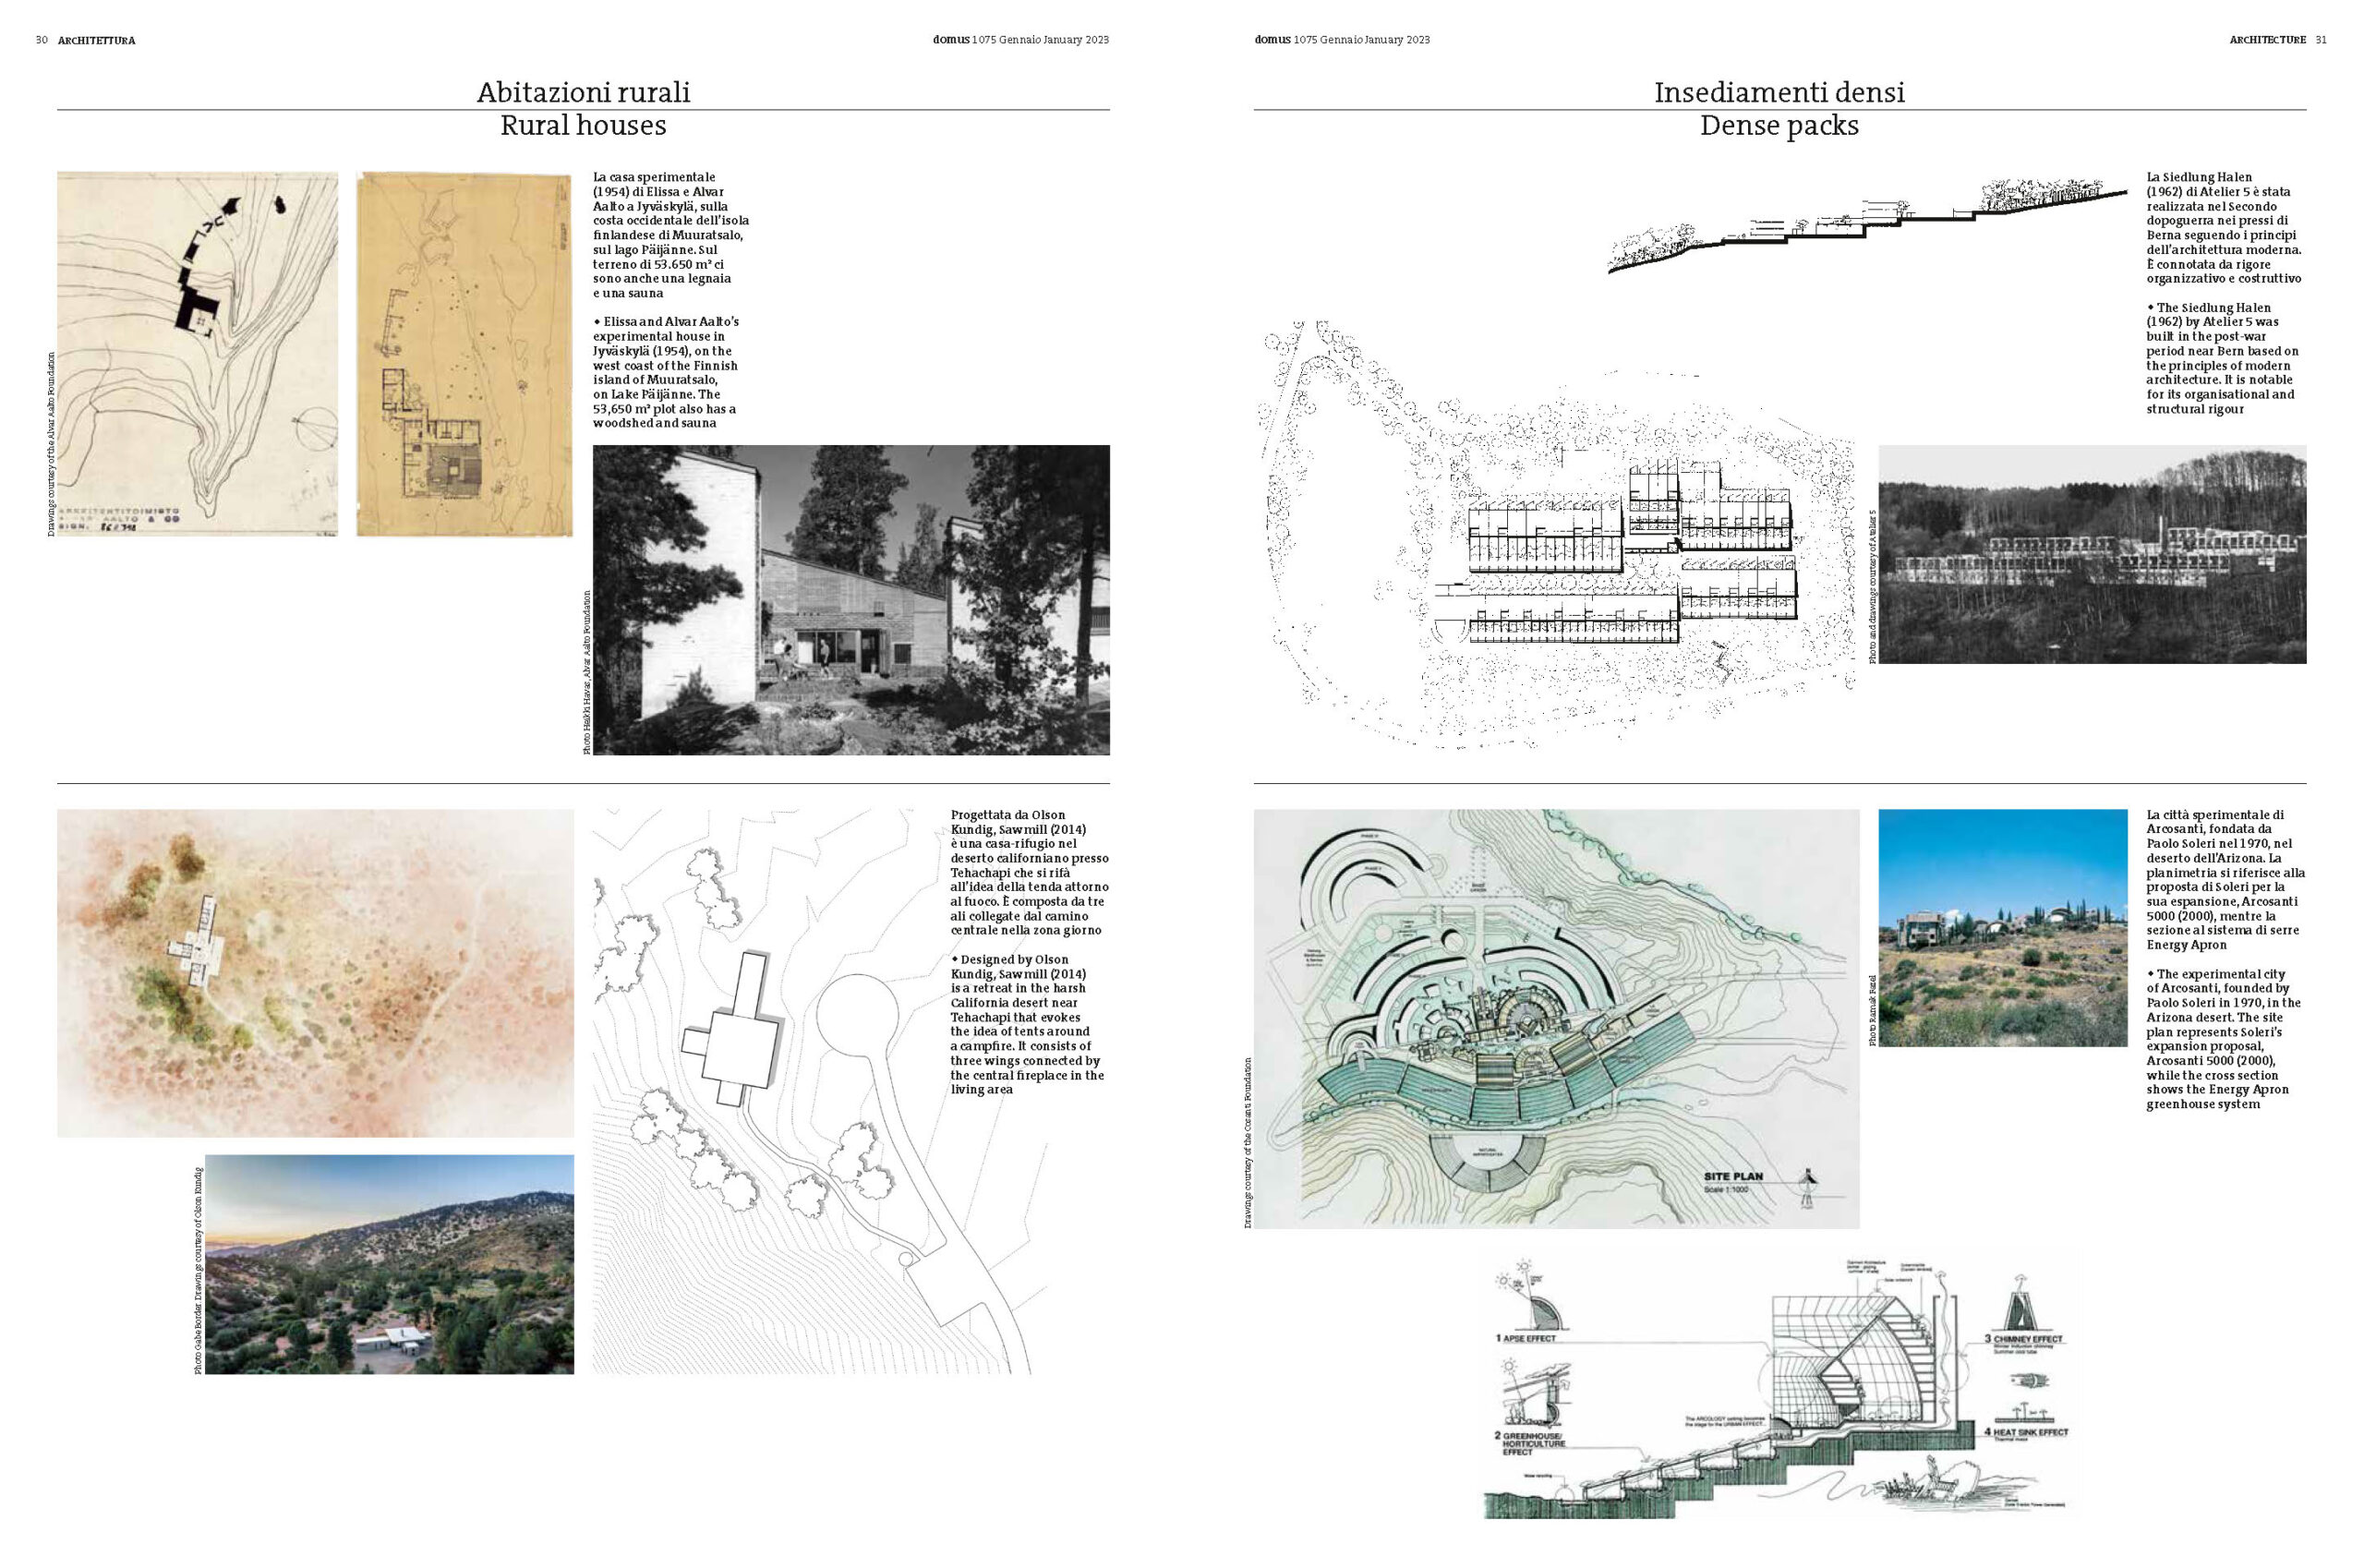 30 ARCHITETTURA
domus 1075 Gennaio January 2023
Abitazioni rurali
Rural houses
Drawings courtesy of the Alvar Aalto Foundation
La casa sperimentale
(1954) di Elissa e Alvar
Aalto a Jyväskylä, sulla
costa occidentale dell'isola
finlandese di Muuratsalo,
sul lago Päijänne. Sul
terreno di 53.650 m² ci
sono anche una legnaia
e una sauna
• Elissa and Alvar Aalto's
experimental house in
Jyväskylä (1954), on the
west coast of the Finnish
island of Muuratsalo,
on Lake Päijänne. The
53,650 m² plot also has a
woodshed and sauna
Photo Heikki Havas, Alvar Aalto Foundation
Progettata da Olson
Kundig, Sawmill (2014)
è una casa-rifugio nel
deserto californiano presso
Tehachapi che si rifà
all'idea della tenda attorno
al fuoco. È composta da tre
ali collegate dal camino
centrale nella zona giorno
• Designed by Olson
Kundig, Sawmill (2014)
is a retreat in the harsh
California desert near
Tehachapi that evokes
the idea of tents around
a campfire. It consists of
three wings connected by
the central fireplace in the
living area
Photo Gabe Border. Drawings courtesy of Olson Kundig
domus 1075 Gennaio January 2023
ARCHITECTURE 31
Insediamenti densi
Dense packs
La Siedlung Halen
(1962) di Atelier 5 è stata
realizzata nel Secondo
dopoguerra nei pressi di
Berna seguendo i principi
dell'architettura moderna.
È connotata da rigore
organizzativo e costruttivo
• The Siedlung Halen
(1962) by Atelier 5 was
built in the post-war
period near Bern based on
the principles of modern
architecture. It is notable
for its organisational and
structural rigour
Photo and drawings courtesy of Atelier 5
Drawings courtesy of the Cosanti Foundation
SITE PLAN
Scale 1:1000
N
Photo Ramak Fazel
La città sperimentale di
Arcosanti, fondata da
Paolo Soleri nel 1970, nel
deserto dell'Arizona. La
planimetria si riferisce alla
proposta di Soleri per la
sua espansione, Arcosanti
5000 (2000), mentre la
sezione al sistema di serre
Energy Apron
• The experimental city
of Arcosanti, founded by
Paolo Soleri in 1970, in the
Arizona desert. The site
plan represents Soleri's
expansion proposal,
Arcosanti 5000 (2000),
while the cross section
shows the Energy Apron
greenhouse system
1 APSE EFFECT
2 GREENHOUSE/
HORTICULTURE
EFFECT
3 CHIMNEY EFFECT
4 HEAT SINK EFFECT